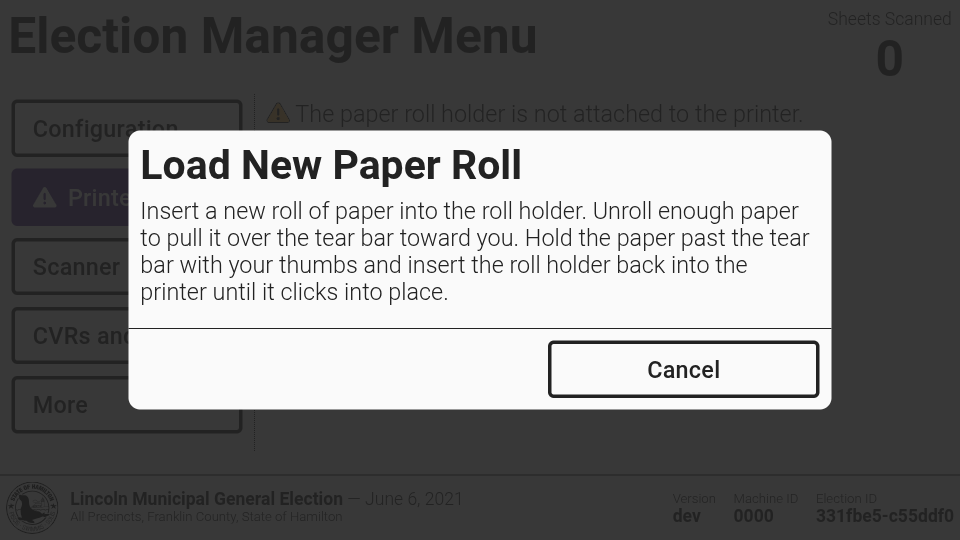 Election Manager Menu
Sheets Scanned
0
Configuration
The paper roll holder is not attached to the printer.
Load New Paper Roll
Insert a new roll of paper into the roll holder. Unroll enough paper
to pull it over the tear bar toward you. Hold the paper past the tear
bar with your thumbs and insert the roll holder back into the
printer until it clicks into place.
Cancel
Scanner
CVRs
More
Lincoln Municipal General Election — June 6, 2021
All Precincts, Franklin County, State of Hamilton
Version
dev
Machine ID
0000
Election ID
331fbe5-c55ddf0